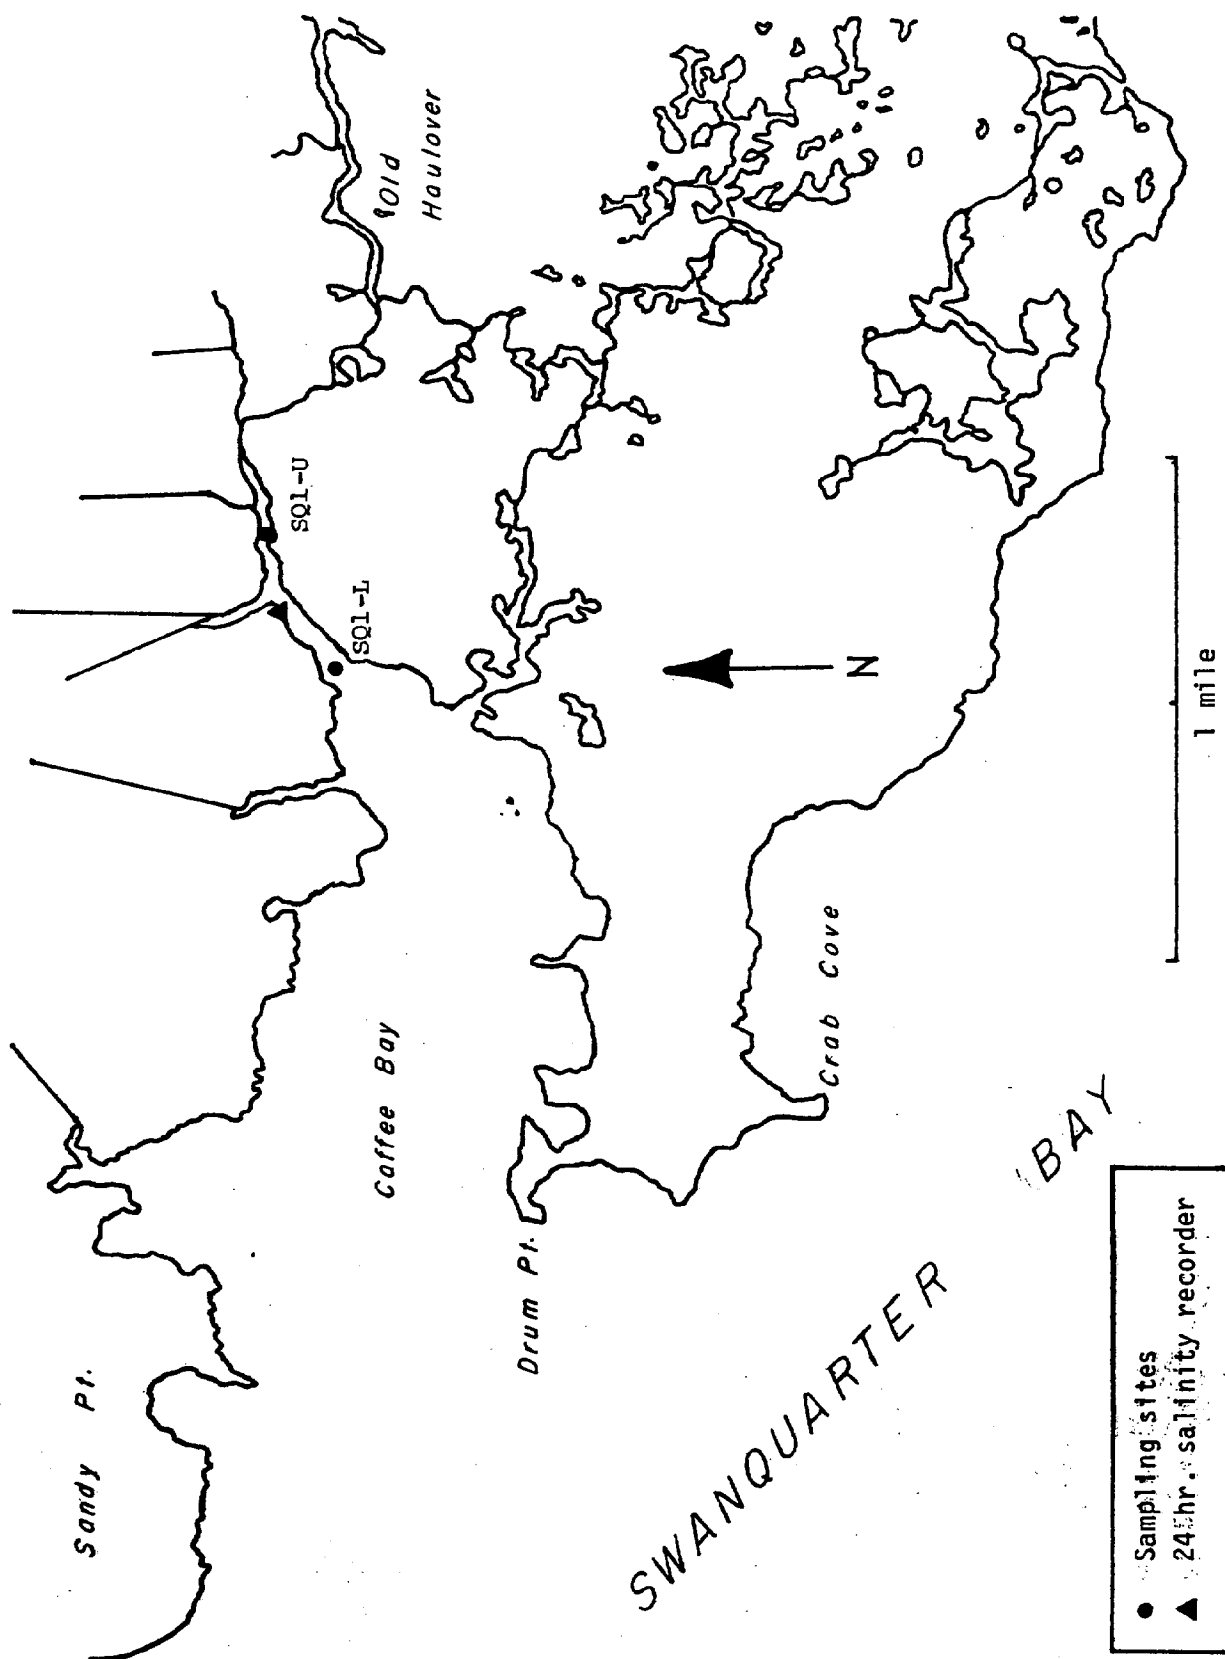 Sandy Pt.
Old
Haulover
SQ1-U
SQ1-L
Caffee Bay
Drum Pt.
Crab Cove
SWANQUARTER BAY
N
1 mile
Sampling sites
24 hr. salinity recorder